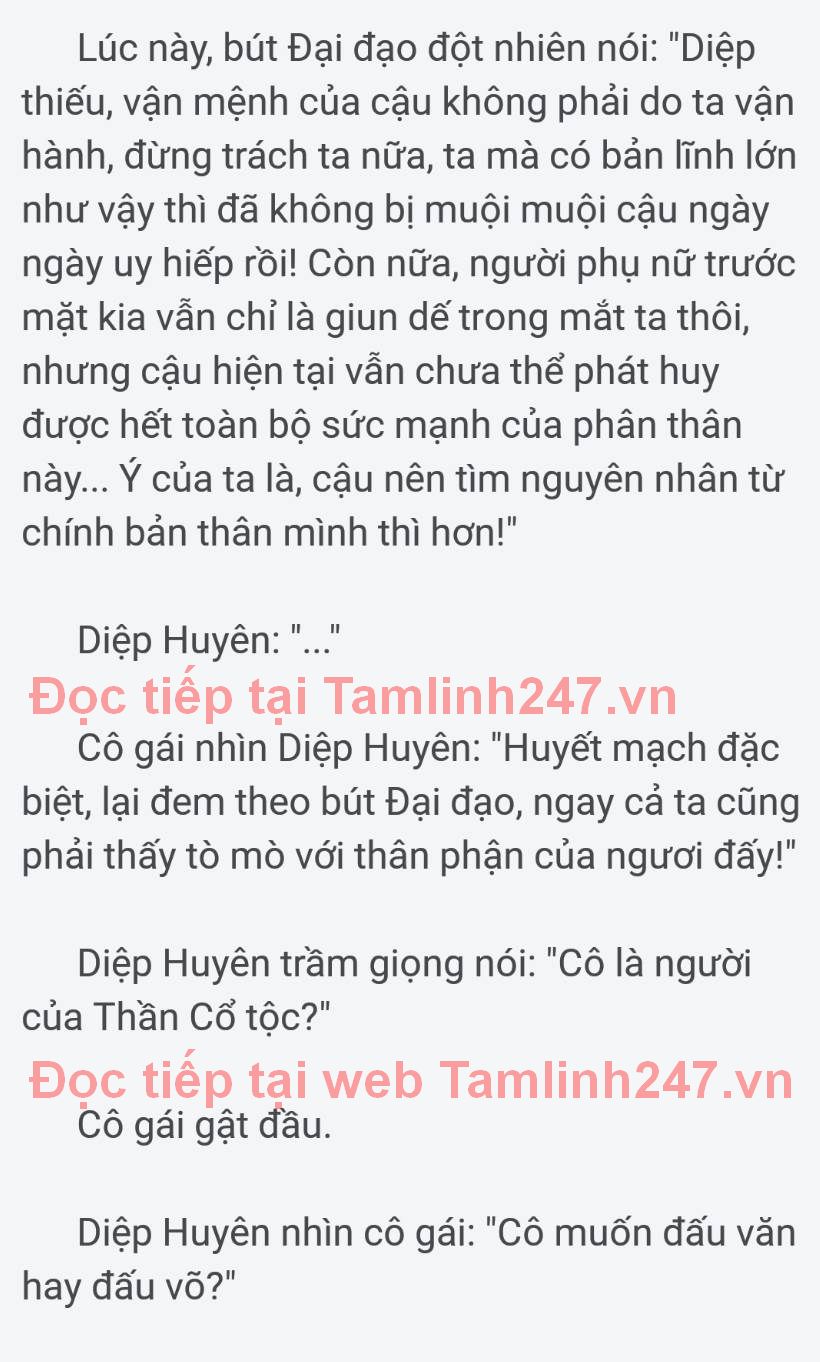 Lúc này, bút Đại đạo đột nhiên nói: "Diệp
thiếu, vận mệnh của cậu không phải do ta vận
hành, đừng trách ta nữa, ta mà có bản lĩnh lớn
như vậy thì đã không bị muội muội cậu ngày
ngày uy hiếp rồi! Còn nữa, người phụ nữ trước
mặt kia vẫn chỉ là giun dế trong mắt ta thôi,
nhưng cậu hiện tại vẫn chưa thể phát huy
được hết toàn bộ sức mạnh của phân thân
này... Ý của ta là, cậu nên tìm nguyên nhân từ
chính bản thân mình thì hơn!"
Diệp Huyên: "..."
Đọc tiếp tại Tamlinh247.vn
Cô gái nhìn Diệp Huyên: "Huyết mạch đặc
biệt, lại đem theo bút Đại đạo, ngay cả ta cũng
phải thấy tò mò với thân phận của ngươi đấy!"
Diệp Huyên trầm giọng nói: "Cô là người
của Thần Cổ tộc?"
Đọc tiếp tại web Tamlinh247.vn
Cô gái gật đầu.
Diệp Huyên nhìn cô gái: "Cô muốn đấu văn
hay đấu võ?"